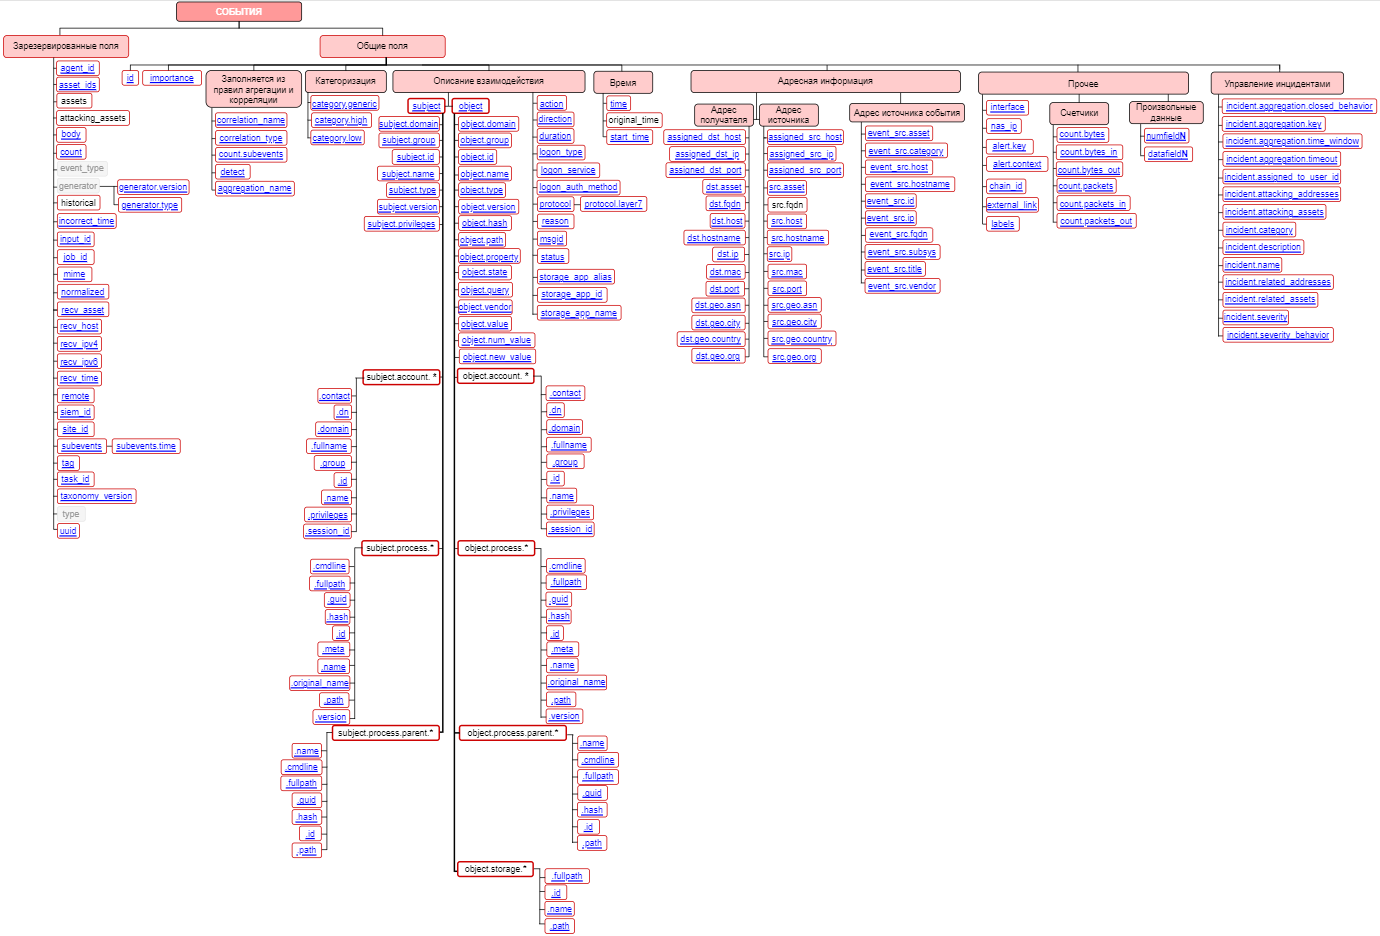 СОБЫТИЯ
Зарезервированные поля
agent_id
asset_ids
assets
attacking_assets
body
count
event_type
generator
generator.version
generator.type
historical
incorrect_time
input_id
job_id
mime
normalized
recv_asset
recv_host
recv_ipv4
recv_ipv6
recv_time
remote
siem_id
site_id
subevents
subevents.time
tag
task_id
taxonomy_version
type
uuid
Общие поля
id
importance
Заполняется из
правил агрегации и
корреляции
correlation_name
correlation_type
count.subevents
detect
aggregation_name
Категоризация
category.generic
category.high
category.low
Описание взаимодействия
subject
subject.domain
subject.group
subject.id
subject.name
subject.type
subject.version
subject.privileges
object
object.domain
object.group
object.id
object.name
object.type
object.version
object.hash
object.path
object.property
object.state
object.query
object.vendor
object.value
object.num_value
object.new_value
action
direction
duration
logon_type
logon_service
logon_auth_method
protocol
protocol.layer7
reason
msgid
status
storage_app_alias
storage_app_id
storage_app_name
subject.account. *
.contact
.dn
.domain
.fullname
.group
.id
.name
.privileges
.session_id
object.account. *
.contact
.dn
.domain
.fullname
.group
.id
.name
.privileges
.session_id
subject.process.*
.cmdline
.fullpath
.guid
.hash
.id
.meta
.name
.original_name
.path
.version
object.process.*
.cmdline
.fullpath
.guid
.hash
.id
.meta
.name
.original_name
.path
.version
subject.process.parent.*
.name
.cmdline
.fullpath
.guid
.hash
.id
.path
object.process.parent.*
.name
.cmdline
.fullpath
.guid
.hash
.id
.path
object.storage.*
.fullpath
.id
.name
.path
Время
time
original_time
start_time
Адресная информация
Адрес
получателя
assigned_dst_host
assigned_dst_ip
assigned_dst_port
dst.asset
dst.fqdn
dst.host
dst.hostname
dst.ip
dst.mac
dst.port
dst.geo.asn
dst.geo.city
dst.geo.country
dst.geo.org
Адрес
источника
assigned_src_host
assigned_src_ip
assigned_src_port
src.asset
src.fqdn
src.host
src.hostname
src.ip
src.mac
src.port
src.geo.asn
src.geo.city
src.geo.country
src.geo.org
Адрес источника события
event_src.asset
event_src.category
event_src.host
event_src.hostname
event_src.id
event_src.ip
event_src.fqdn
event_src.subsys
event_src.title
event_src.vendor
Прочее
interface
nas_ip
alert.key
alert.context
chain_id
external_link
labels
Счетчики
count.bytes
count.bytes_in
count.bytes_out
count.packets
count.packets_in
count.packets_out
Произвольные
данные
numfieldN
datafieldN
Управление инцидентами
incident.aggregation.closed_behavior
incident.aggregation.key
incident.aggregation.time_window
incident.aggregation.timeout
incident.assigned_to_user_id
incident.attacking_addresses
incident.attacking_assets
incident.category
incident.description
incident.name
incident.related_addresses
incident.related_assets
incident.severity
incident.severity_behavior